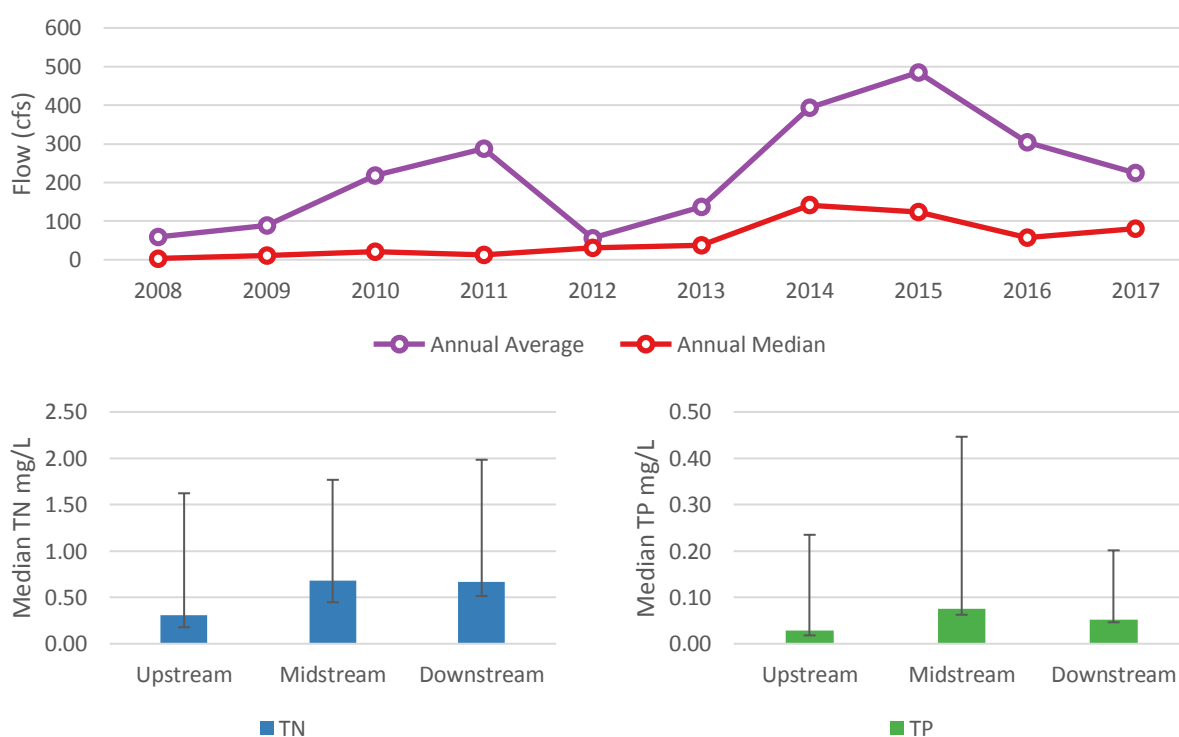 600
500
400
300
200
100
0
Flow (cfs)
2008 2009 2010 2011 2012 2013 2014 2015 2016 2017
Annual Average Annual Median
2.50
2.00
1.50
1.00
0.50
0.00
Median TN mg/L
Upstream Midstream Downstream
TN
0.50
0.40
0.30
0.20
0.10
0.00
Median TP mg/L
Upstream Midstream Downstream
TP